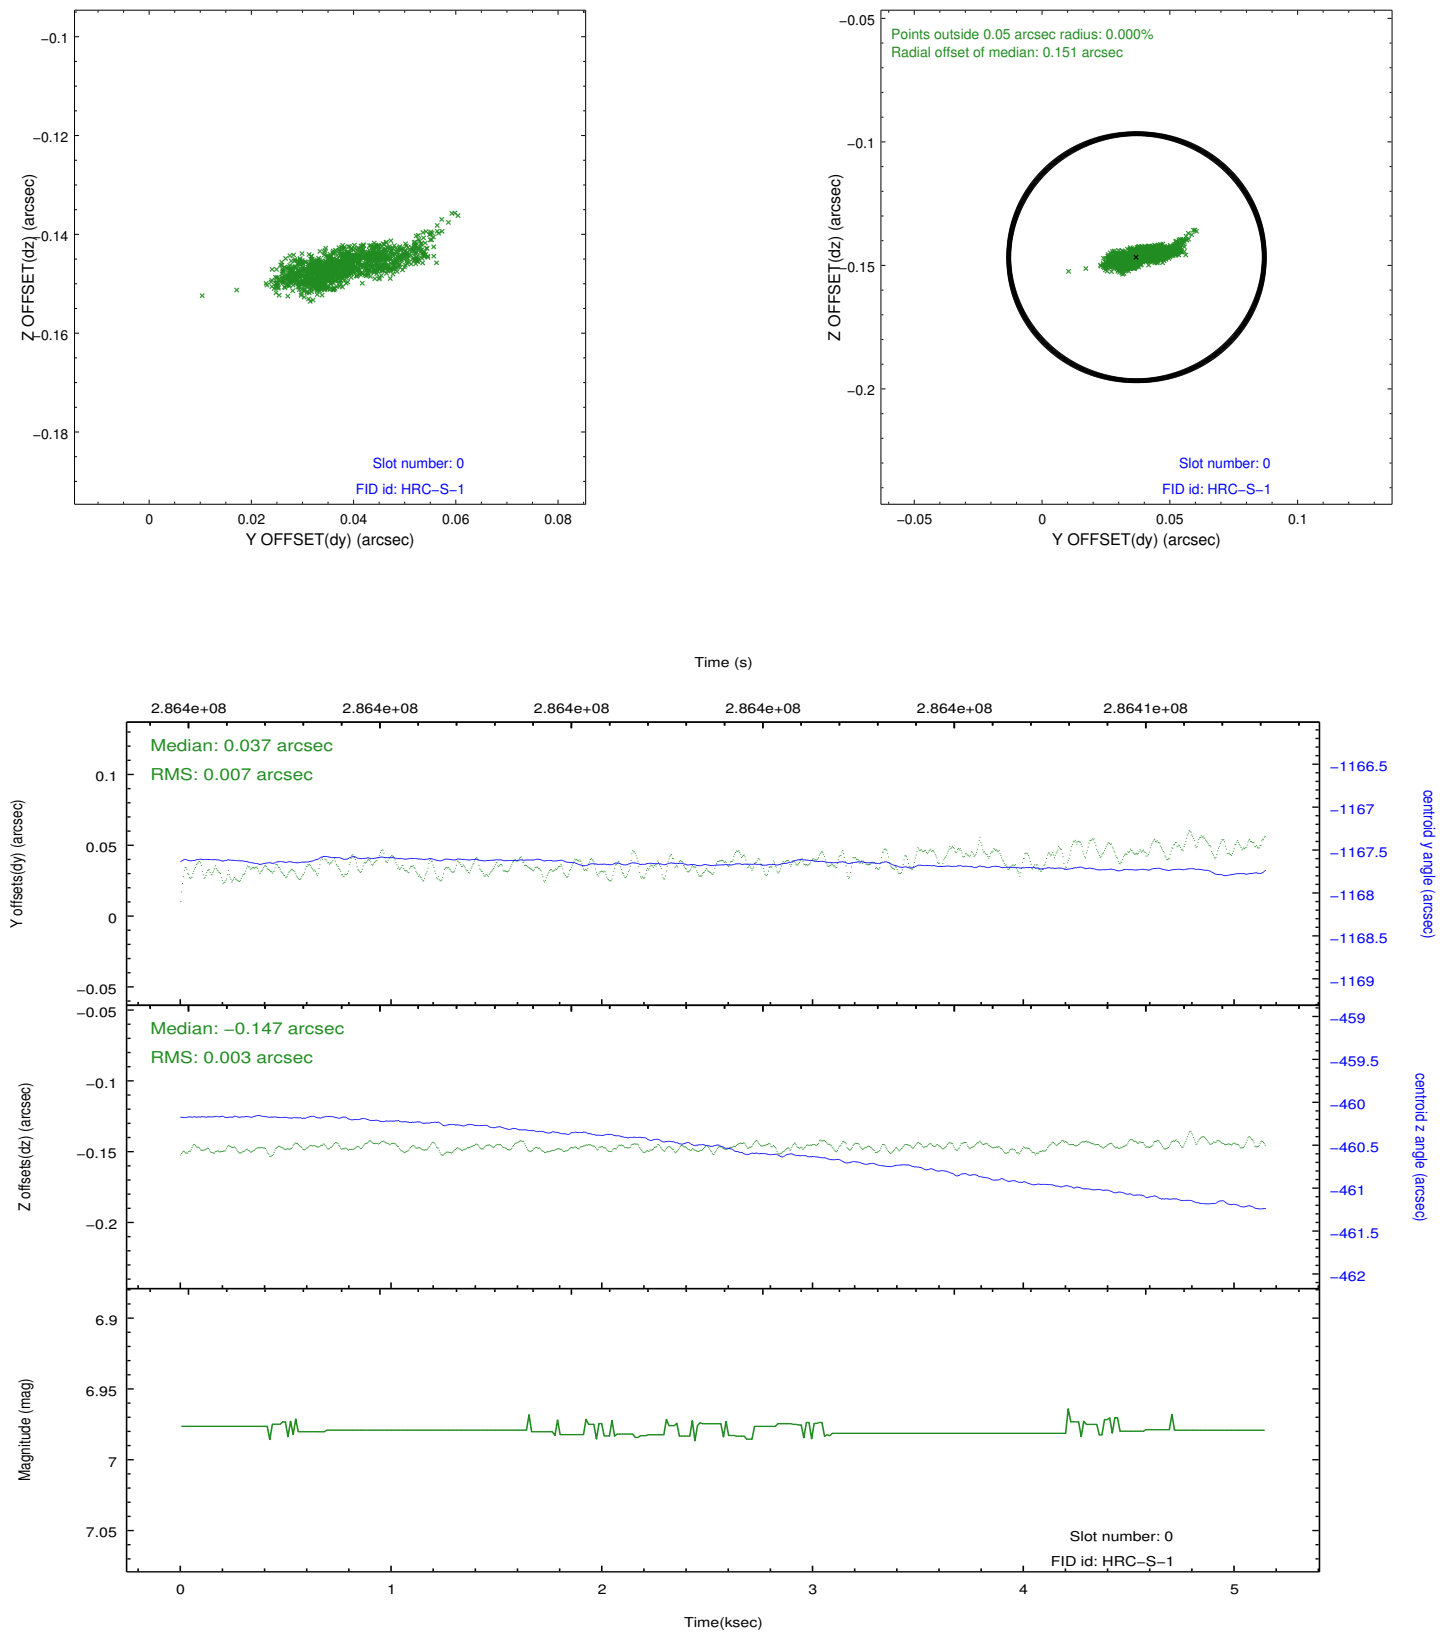 −0.1
−0.12
−0.14
−0.16
−0.18
Z OFFSET(dz) (arcsec)
Slot number: 0
FID id: HRC−S−1
0 0.02 0.04 0.06 0.08
Y OFFSET(dy) (arcsec)
Points outside 0.05 arcsec radius: 0.000%
Radial offset of median: 0.151 arcsec
−0.05
−0.1
−0.15
−0.2
Z OFFSET(dz) (arcsec)
Slot number: 0
FID id: HRC−S−1
−0.05 0 0.05 0.1
Y OFFSET(dy) (arcsec)
Time (s)
2.864e+08 2.864e+08 2.864e+08 2.864e+08 2.864e+08 2.8641e+08
Median: 0.037 arcsec
RMS: 0.007 arcsec
0.1
0.05
0
−0.05
Y offsets(dy) (arcsec)
−1166.5
−1167
−1167.5
−1168
−1168.5
−1169
centroid y angle (arcsec)
Median: −0.147 arcsec
RMS: 0.003 arcsec
−0.05
−0.1
−0.15
−0.2
Z offsets(dz) (arcsec)
−459
−459.5
−460
−460.5
−461
−461.5
−462
centroid z angle (arcsec)
6.9
6.95
7
7.05
Magnitude (mag)
Slot number: 0
FID id: HRC−S−1
0 1 2 3 4 5
Time(ksec)